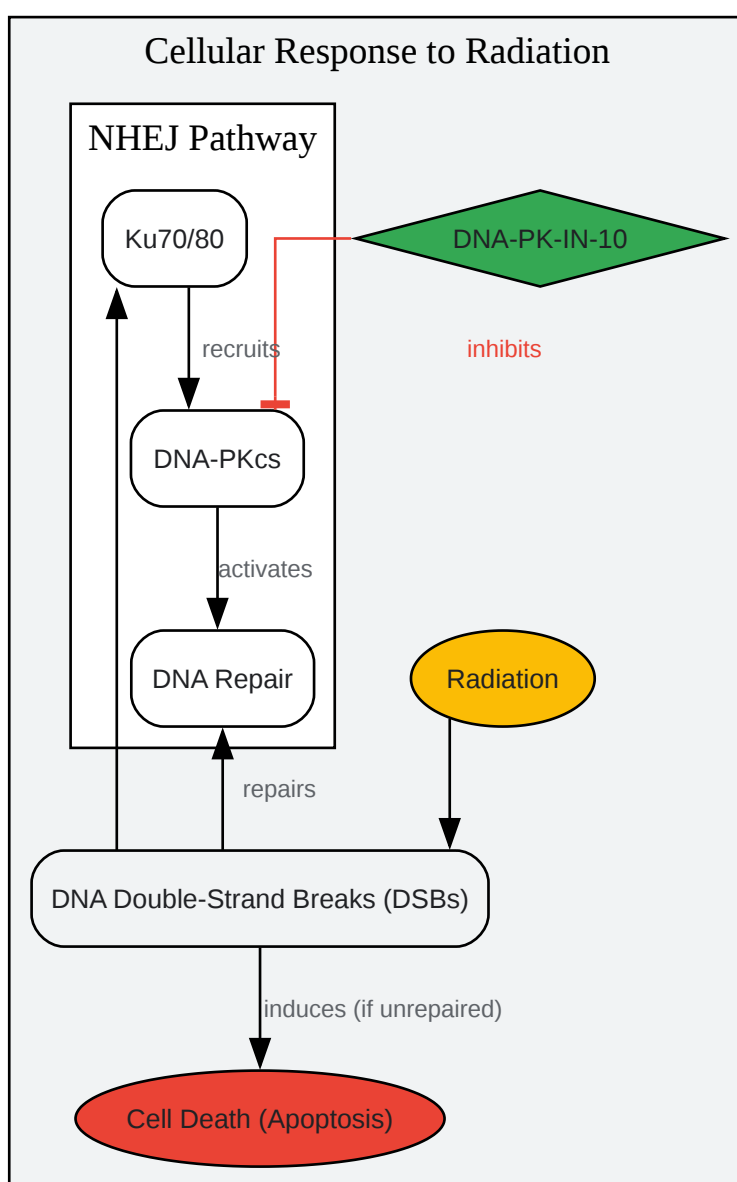 Cellular Response to Radiation
NHEJ Pathway
Ku70/80
DNA-PK-IN-10
recruits
inhibits
DNA-PKcs
activates
DNA Repair
Radiation
repairs
DNA Double-Strand Breaks (DSBs)
induces (if unrepaired)
Cell Death (Apoptosis)